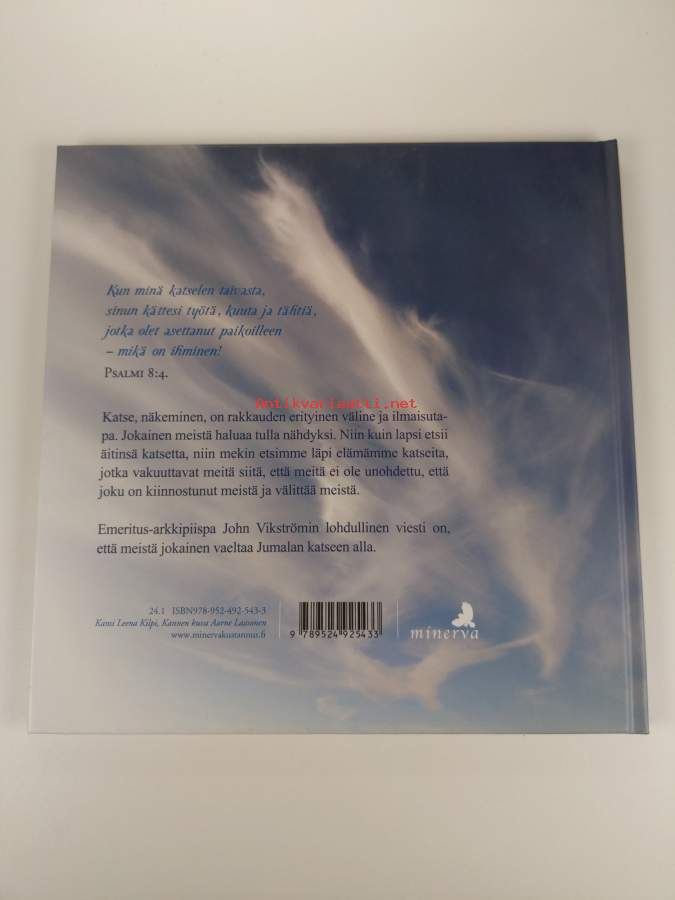 Kun minä katselen taivasta,
sinun kättesi työtä, kuuta ja tähtiä,
jotka olet asettanut paikoilleen
– mikä on ihminen!
PSALMI 8:4.
antikvariaatti.net
Katse, näkeminen, on rakkauden erityinen väline ja ilmaisuta-
pa. Jokainen meistä haluaa tulla nähdyksi. Niin kuin lapsi etsii
äitinsä katsetta, niin mekin etsimme läpi elämämme katseita,
jotka vakuuttavat meitä siitä, että meitä ei ole unohdettu, että
joku on kiinnostunut meistä ja välittää meistä.
Emeritus-arkkipiispa John Vikströmin lohdullinen viesti on,
että meistä jokainen vaeltaa Jumalan katseen alla.
24.1 ISBN978-952-492-543-3
Kansi Leena Kilpi, Kannen kuva Aarne Laasonen
www.minervakustannus.fi
9 789524 925433
minerva